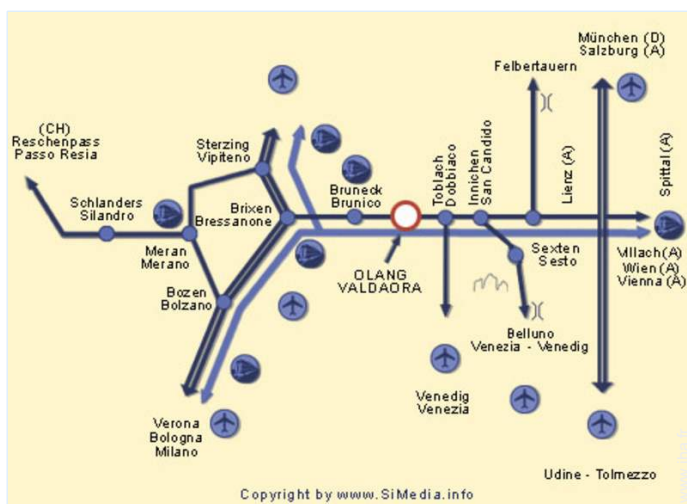 München (D)
Salzburg (A)
Felbertauern
(CH)
Reschenpass
Passo Resia
Sterzing
Vipiteno
Schlanders
Silandro
Meran
Merano
Brixen
Bressanone
Bruneck
Brunico
Toblach
Dobbiaco
Innichen
San Candido
Lienz (A)
Spittal (A)
OLANG
VALDAORA
Sexten
Sesto
Villach (A)
Wien (A)
Vienna (A)
Bozen
Bolzano
Belluno
Venezia - Venedig
Venedig
Venezia
Verona
Bologna
Milano
Udine - Tolmezzo
Copyright by www.SiMedia.info